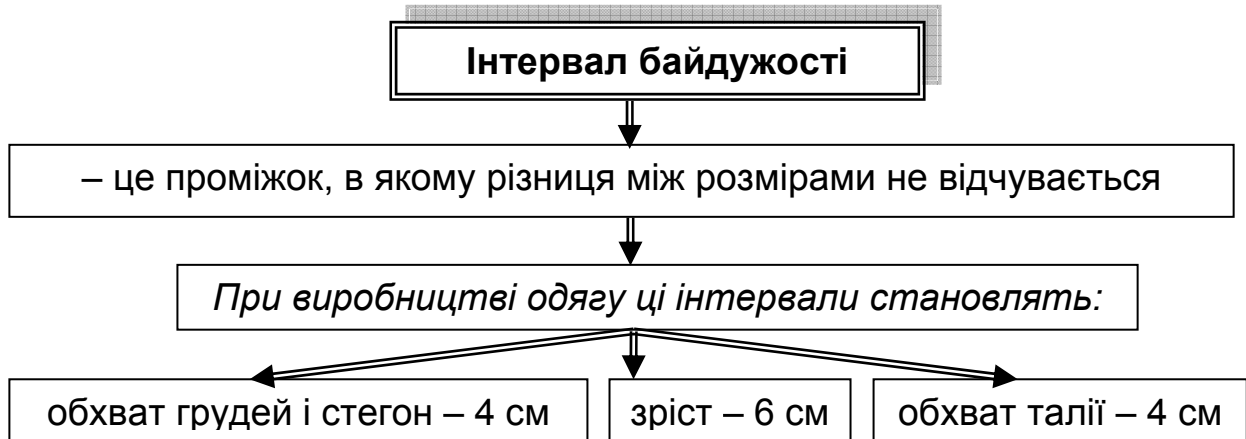 Інтервал байдужості
– це проміжок, в якому різниця між розмірами не відчувається
При виробництві одягу ці інтервали становлять:
обхват грудей і стегон – 4 см
зріст – 6 см
обхват талії – 4 см